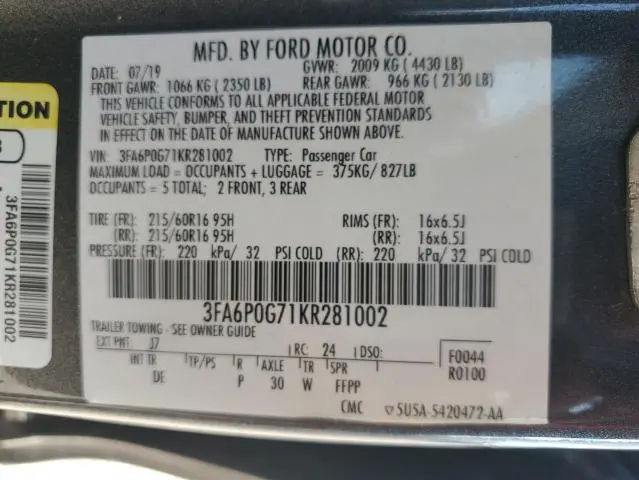 MFD. BY FORD MOTOR CO.
DATE: 07/19 GVWR: 2009 KG ( 4430 LB)
FRONT GAWR: 1066 KG ( 2350 LB) REAR GAWR: 966 KG ( 2130 LB)
THIS VEHICLE CONFORMS TO ALL APPLICABLE FEDERAL MOTOR
VEHICLE SAFETY, BUMPER, AND THEFT PREVENTION STANDARDS
IN EFFECT ON THE DATE OF MANUFACTURE SHOWN ABOVE.
VIN: 3FA6P0G71KR281002 TYPE: Passenger Car
MAXIMUM LOAD = OCCUPANTS + LUGGAGE = 375KG/ 827LB
OCCUPANTS = 5 TOTAL; 2 FRONT, 3 REAR
TIRE (FR): 215/60R16 95H RIMS (FR): 16x6.5J
(RR): 215/60R16 95H (RR): 16x6.5J
PRESSURE (FR): 220 kPa/ 32 PSI COLD (RR): 220 kPa/ 32 PSI COLD
3FA6P0G71KR281002
TRAILER TOWING - SEE OWNER GUIDE
EXT PNT: J7 RC: 24 DSO: F0044
INT TR TP/PS R AXLE TR SPR R0100
DE P 30 W FFPP
CMC 5U5A-5420472-AA
3FA6P0G71KR281002